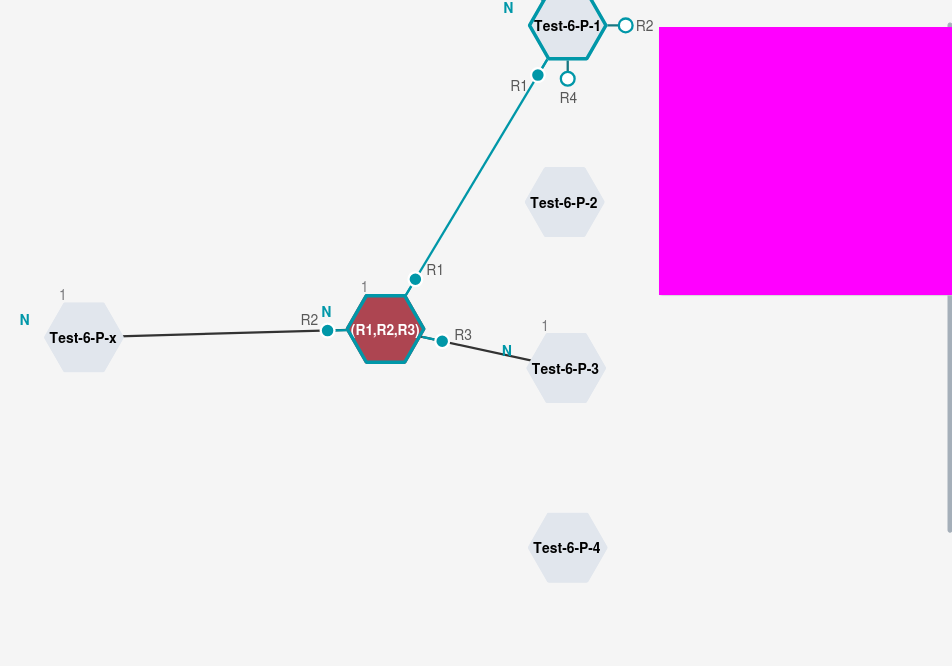 N
Test-6-P-1
R2
R1
R4
Test-6-P-2
R1
1
1
N
N
R2
(R1,R2,R3)
R3
Test-6-P-x
1
N
Test-6-P-3
Test-6-P-4